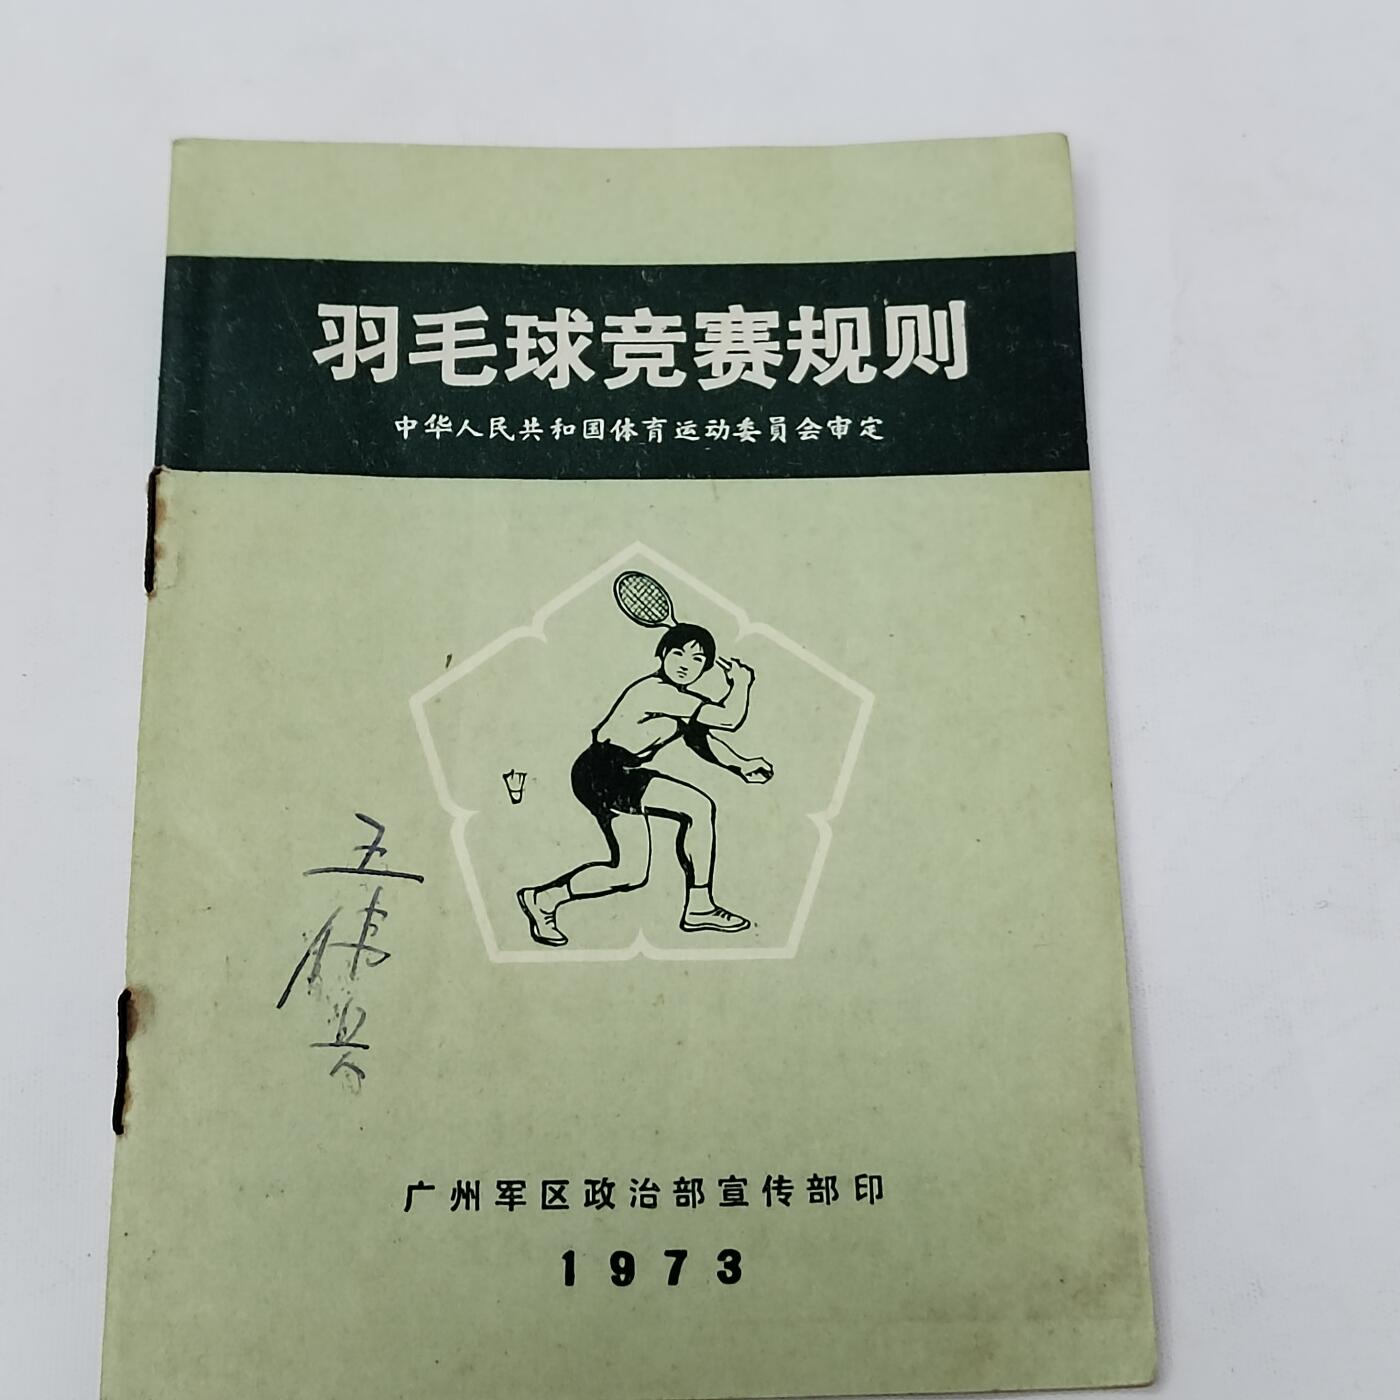 羽毛球竞赛规则
中华人民共和国体育运动委員会审定
广州军区政治部宣传部印
1973